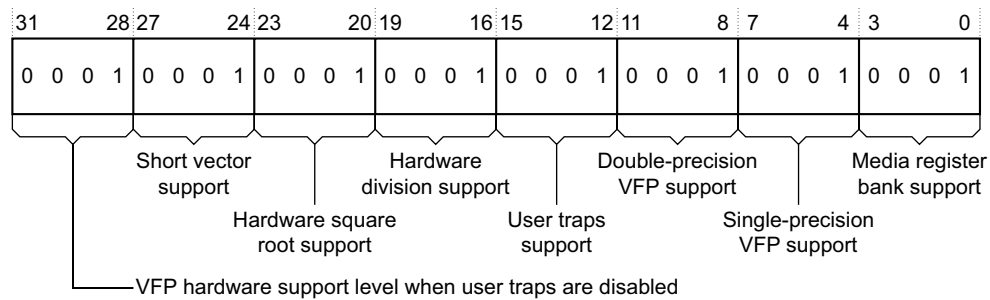 31 28 27 24 23 20 19 16 15 12 11 8 7 4 3 0
0 0 0 1 0 0 0 1 0 0 0 1 0 0 0 1 0 0 0 1 0 0 0 1 0 0 0 1 0 0 0 1
Short vector
support
Hardware
division support
Double-precision
VFP support
Media register
bank support
Hardware square
root support
User traps
support
Single-precision
VFP support
VFP hardware support level when user traps are disabled